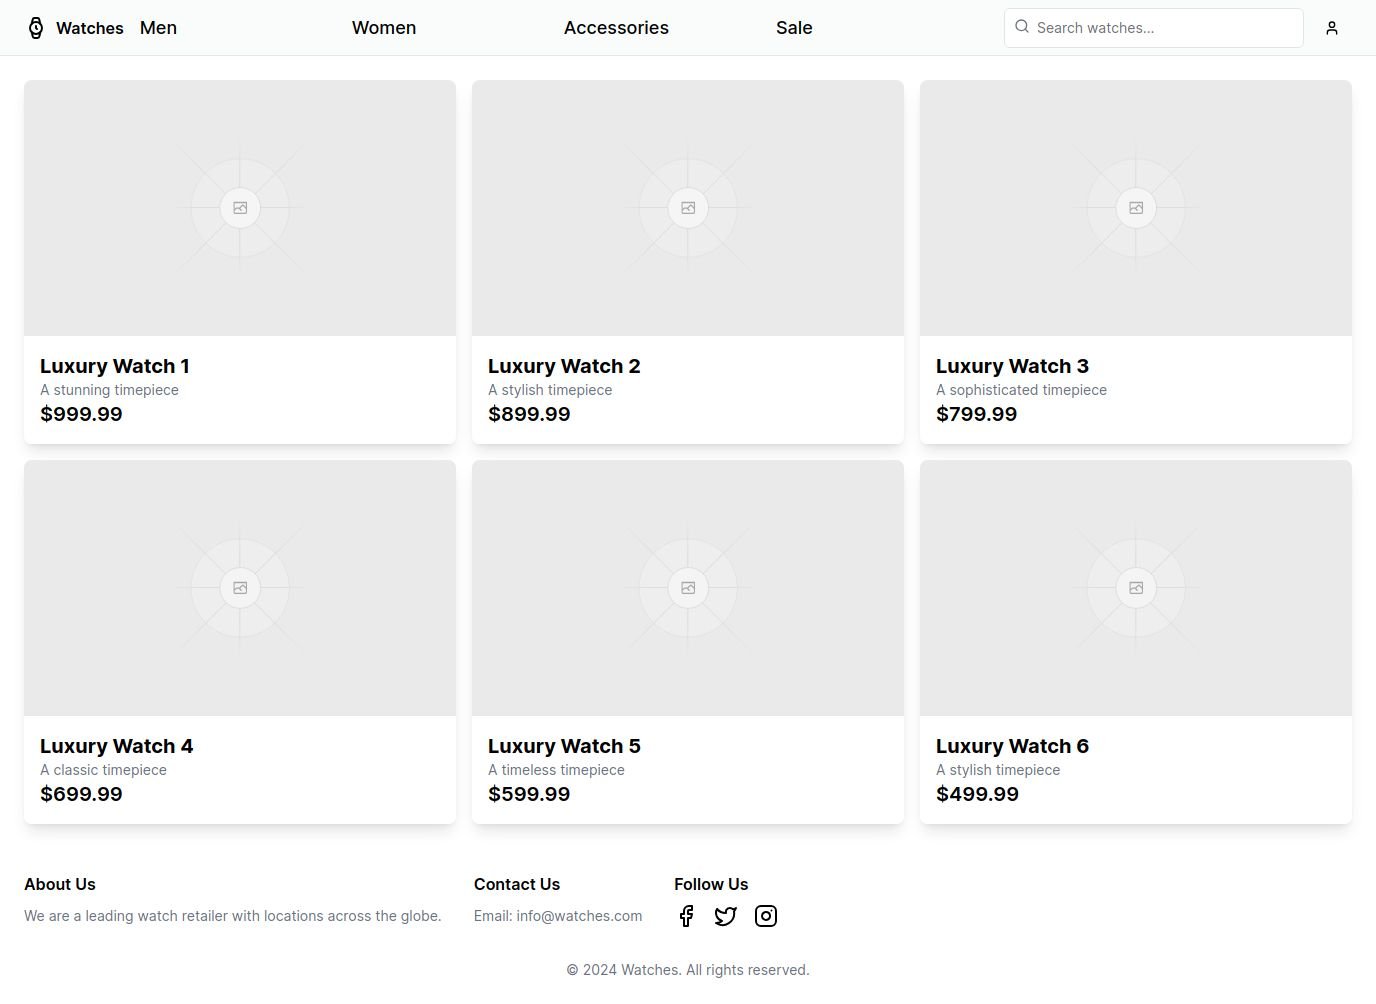 Watches Men Women Accessories Sale Search watches...
Luxury Watch 1
A stunning timepiece
$999.99
Luxury Watch 2
A stylish timepiece
$899.99
Luxury Watch 3
A sophisticated timepiece
$799.99
Luxury Watch 4
A classic timepiece
$699.99
Luxury Watch 5
A timeless timepiece
$599.99
Luxury Watch 6
A stylish timepiece
$499.99
About Us
We are a leading watch retailer with locations across the globe.
Contact Us
Email: info@watches.com
Follow Us
© 2024 Watches. All rights reserved.